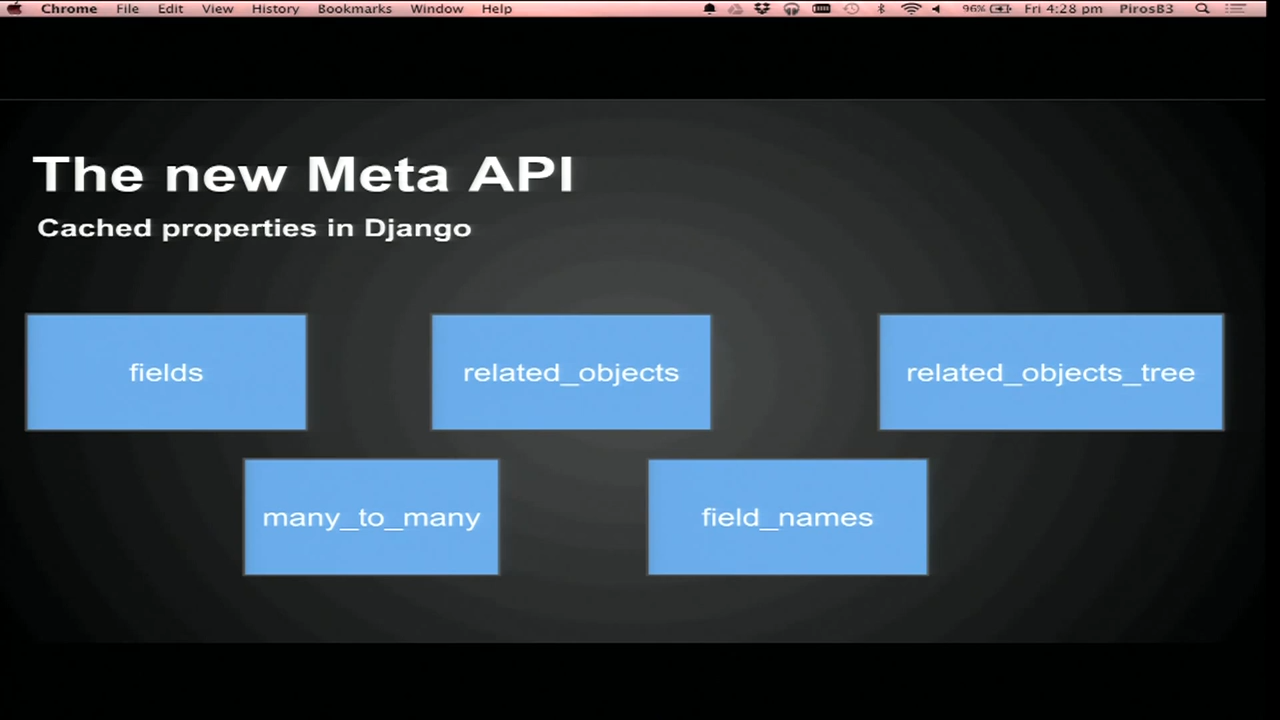 Chrome File Edit View History Bookmarks Window Help 96% Fri 4:28 pm PirosB3
The new Meta API
Cached properties in Django
fields
related_objects
related_objects_tree
many_to_many
field_names